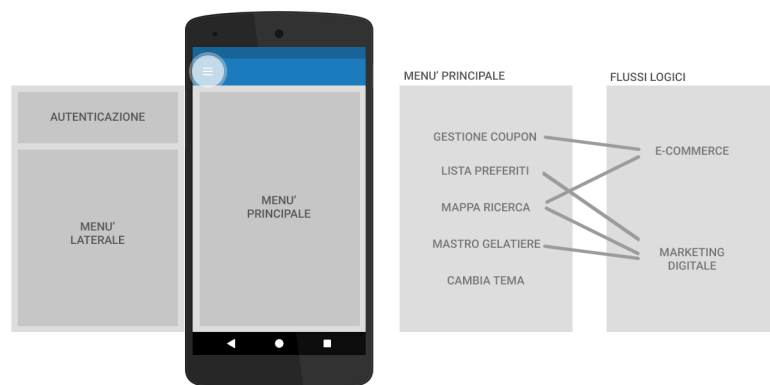 AUTENTICAZIONE
MENU'
LATERALE
MENU'
PRINCIPALE
MENU' PRINCIPALE
GESTIONE COUPON
LISTA PREFERITI
MAPPA RICERCA
MASTRO GELATIERE
CAMBIA TEMA
FLUSSI LOGICI
E-COMMERCE
MARKETING
DIGITALE